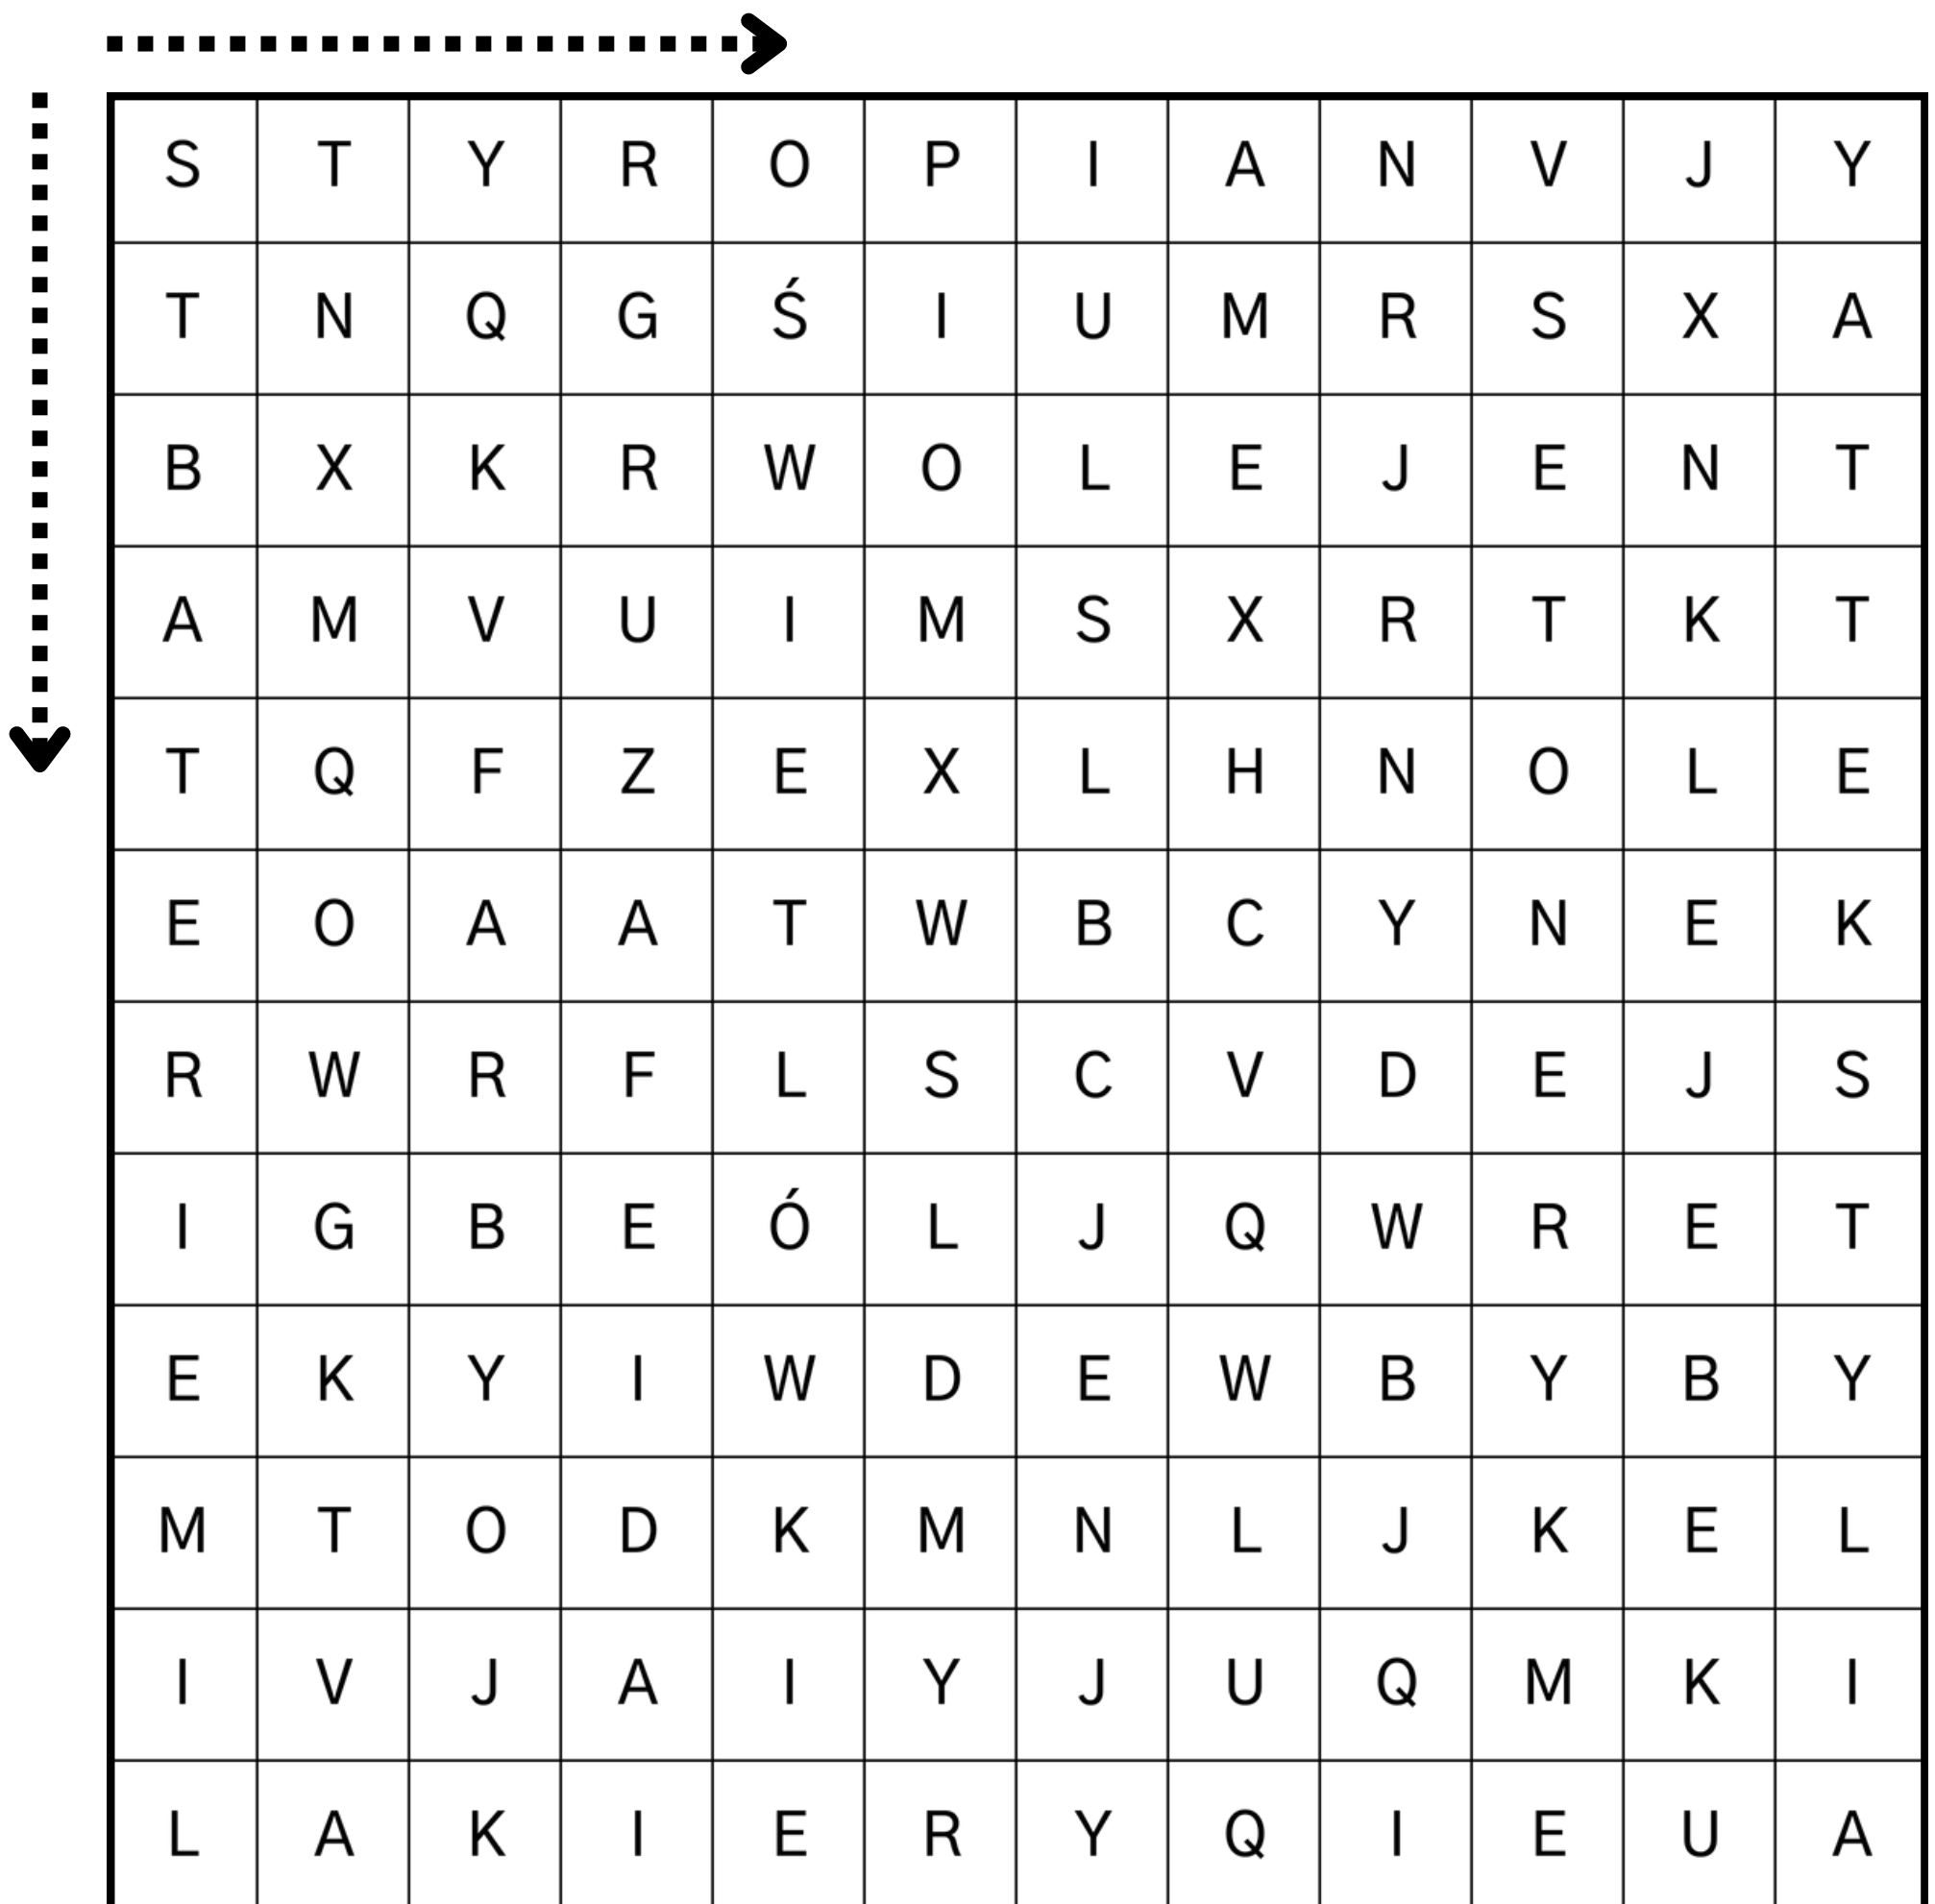 S T Y R O P I A N V J Y
T N Q G Ś I U M R S X A
B X K R W O L E J E N T
A M V U I M S X R T K T
T Q F Z E X L H N O L E
E O A A T W B C Y N E K
R W R F L S C V D E J S
I G B E Ó L J Q W R E T
E K Y I W D E W B Y B Y
M T O D K M N L J K E L
I V J A I Y J U Q M K I
L A K I E R Y Q I E U A